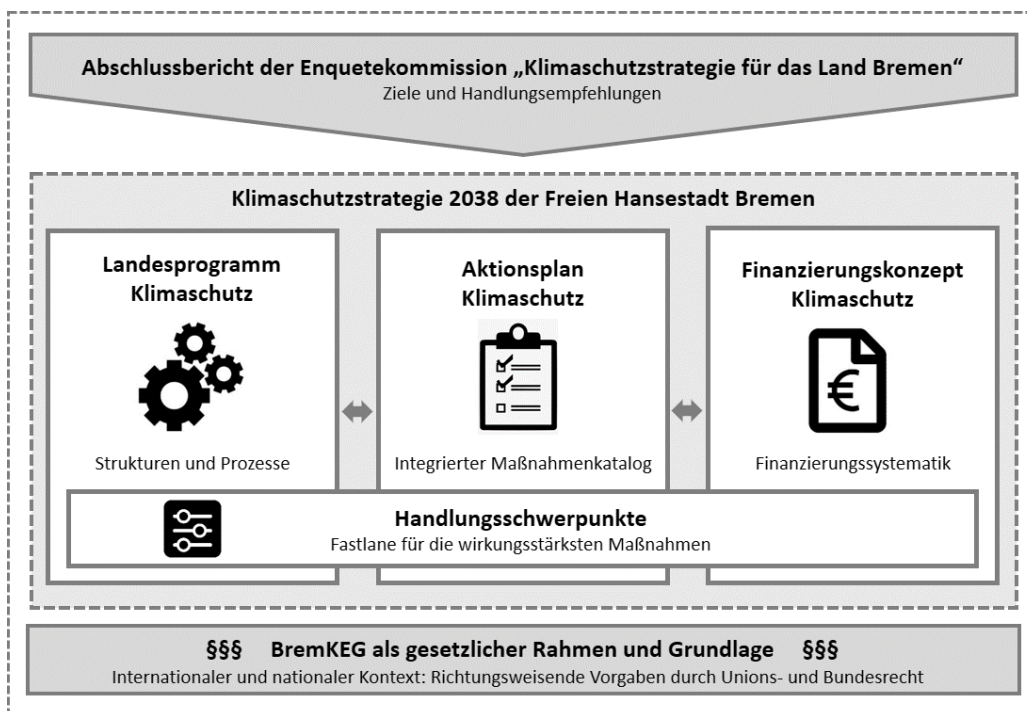 Abschlussbericht der Enquetekommission „Klimaschutzstrategie für das Land Bremen“
Ziele und Handlungsempfehlungen
Klimaschutzstrategie 2038 der Freien Hansestadt Bremen
Landesprogramm
Klimaschutz
Strukturen und Prozesse
Aktionsplan
Klimaschutz
Integrierter Maßnahmenkatalog
Finanzierungskonzept
Klimaschutz
€
Finanzierungssystematik
Handlungsschwerpunkte
Fastlane für die wirkungsstärksten Maßnahmen
§§§ BremKEG als gesetzlicher Rahmen und Grundlage §§§
Internationaler und nationaler Kontext: Richtungsweisende Vorgaben durch Unions- und Bundesrecht